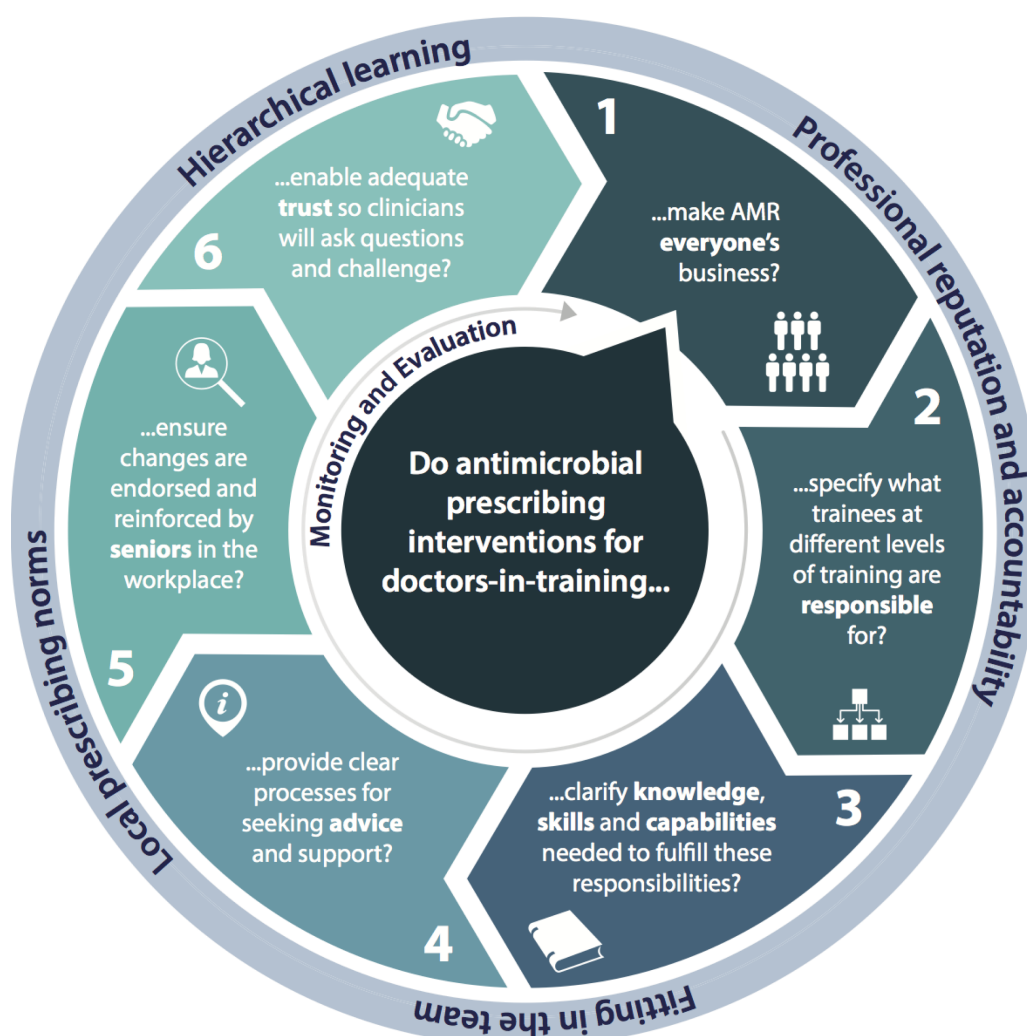 Do antimicrobial
prescribing
interventions for
doctors-in-training...
Monitoring and Evaluation
1
...make AMR
everyone's
business?
2
...specify what
trainees at
different levels
of training are
responsible
for?
3
...clarify knowledge,
skills and capabilities
needed to fulfill these
responsibilities?
4
...provide clear
processes for
seeking advice
and support?
5
...ensure
changes are
endorsed and
reinforced by
seniors in the
workplace?
6
...enable adequate
trust so clinicians
will ask questions
and challenge?
Hierarchical learning
Professional reputation and accountability
Fitting in the team
Local prescribing norms
i